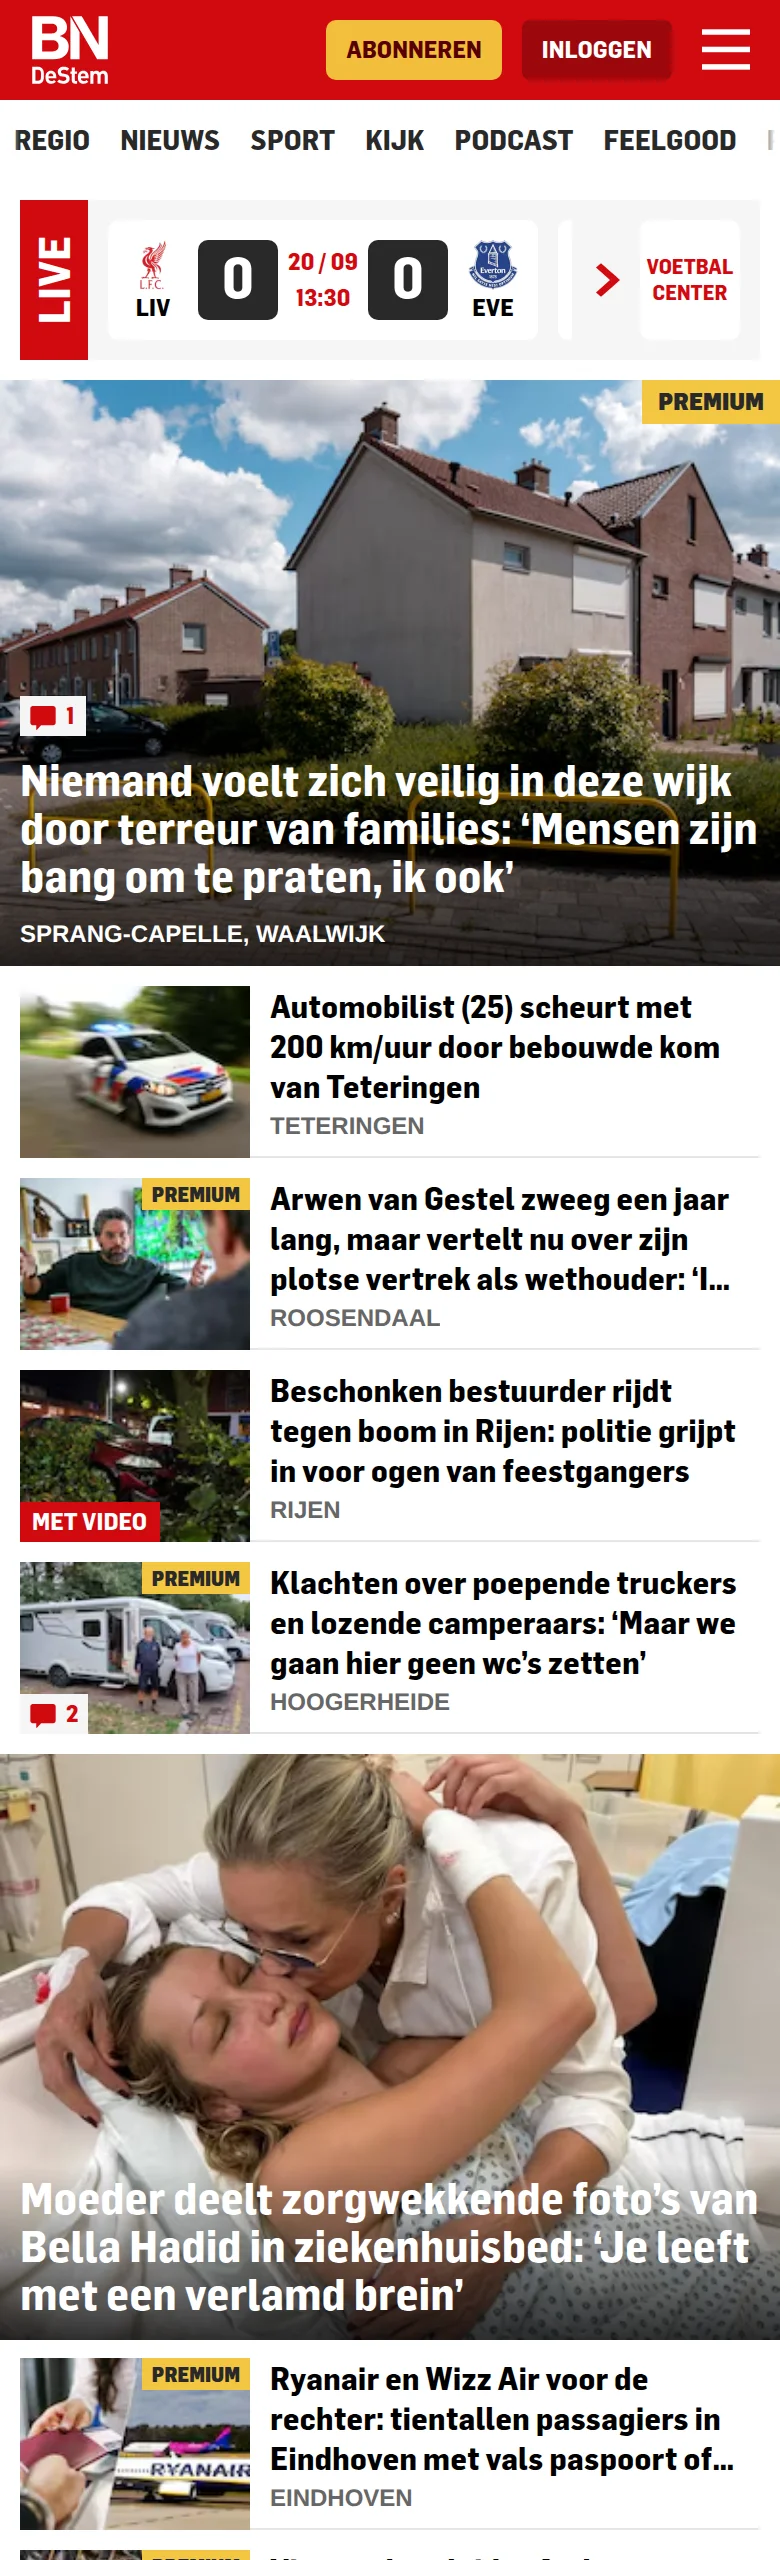 BN
DeStem
ABONNEREN
INLOGGEN
REGIO NIEUWS SPORT KIJK PODCAST FEELGOOD
LIVE
L.F.C.
LIV
0
20 / 09
13:30
0
Everton
EVE
VOETBAL
CENTER
PREMIUM
1
Niemand voelt zich veilig in deze wijk
door terreur van families: ‘Mensen zijn
bang om te praten, ik ook’
SPRANG-CAPELLE, WAALWIJK
Automobilist (25) scheurt met
200 km/uur door bebouwde kom
van Teteringen
TETERINGEN
PREMIUM
Arwen van Gestel zweeg een jaar
lang, maar vertelt nu over zijn
plotse vertrek als wethouder: ‘I...
ROOSENDAAL
MET VIDEO
Beschonken bestuurder rijdt
tegen boom in Rijen: politie grijpt
in voor ogen van feestgangers
RIJEN
PREMIUM
2
Klachten over poepende truckers
en lozende camperaars: ‘Maar we
gaan hier geen wc’s zetten’
HOOGERHEIDE
Moeder deelt zorgwekkende foto’s van
Bella Hadid in ziekenhuisbed: ‘Je leeft
met een verlamd brein’
PREMIUM
RYANAIR
Ryanair en Wizz Air voor de
rechter: tientallen passagiers in
Eindhoven met vals paspoort of...
EINDHOVEN